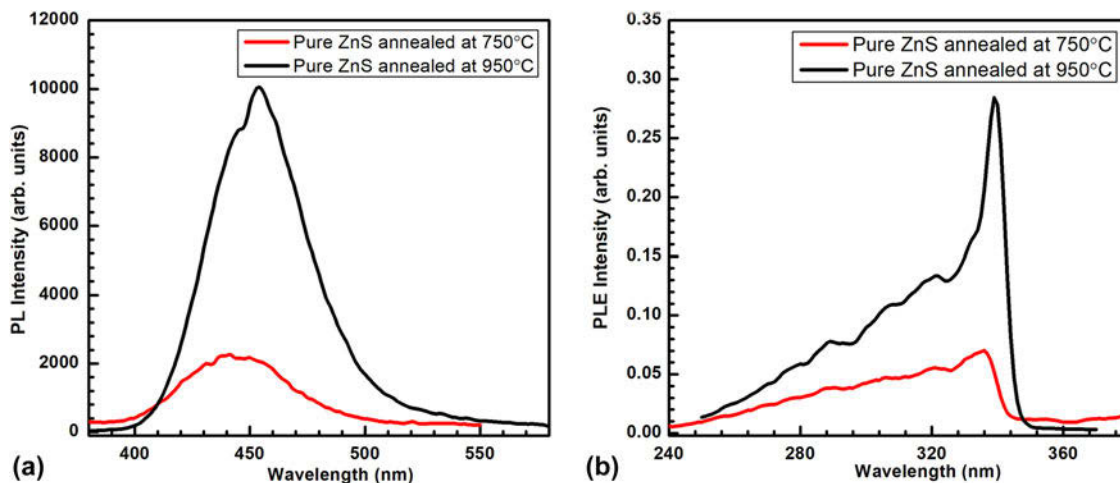 12000
10000
8000
6000
4000
2000
0
PL Intensity (arb. units)
Pure ZnS annealed at 750°C
Pure ZnS annealed at 950°C
400
450
500
550
Wavelength (nm)
(a)
0.35
0.30
0.25
0.20
0.15
0.10
0.05
0.00
PLE Intensity (arb. units)
Pure ZnS annealed at 750°C
Pure ZnS annealed at 950°C
240
280
320
360
Wavelength (nm)
(b)